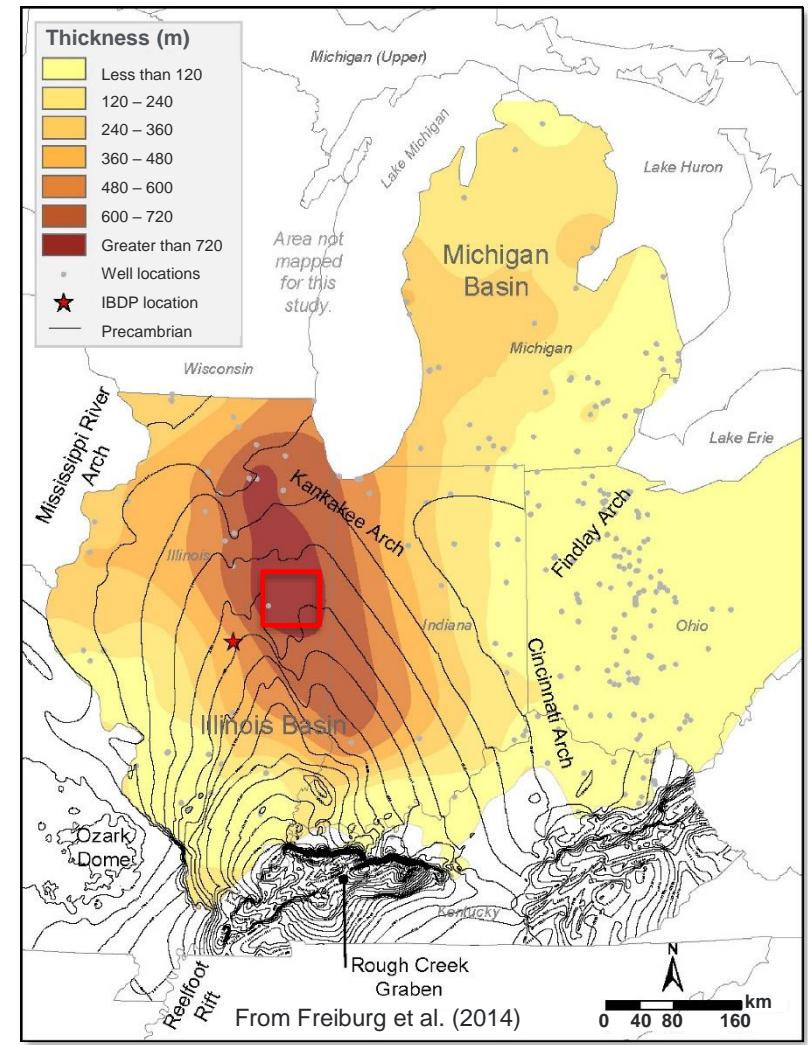 Thickness (m)
Less than 120
120 – 240
240 – 360
360 – 480
480 – 600
600 – 720
Greater than 720
Well locations
IBDP location
Precambrian
Michigan (Upper)
Lake Michigan
Lake Huron
Area not
mapped
for this
study.
Michigan
Basin
Michigan
Wisconsin
Mississippi River
Arch
Lake Erie
Kankakee Arch
Findlay Arch
Illinois
Indiana
Ohio
Cincinnati Arch
Illinois Basin
Ozark
Dome
Kentucky
Rough Creek
Graben
Reelfoot
Rift
From Freiburg et al. (2014)
N
km
0 40 80 160